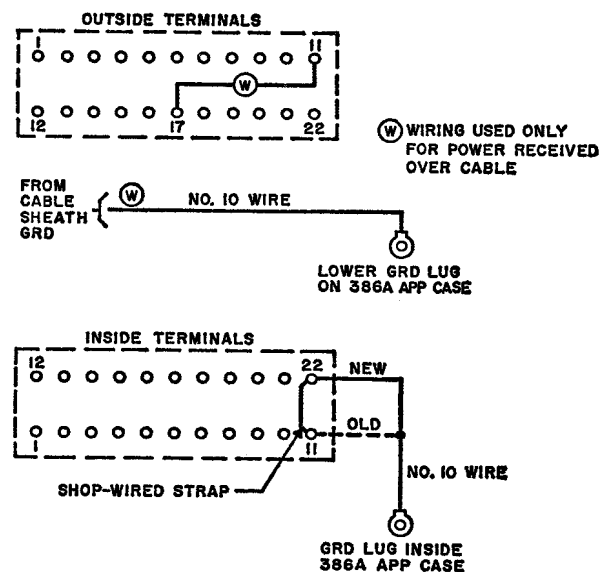 OUTSIDE TERMINALS
1 11
W
12 17 22
W WIRING USED ONLY
FOR POWER RECEIVED
OVER CABLE
FROM
CABLE
SHEATH
GRD
W
NO. 10 WIRE
LOWER GRD LUG
ON 386A APP CASE
INSIDE TERMINALS
12 22
NEW
OLD
1 11
SHOP-WIRED STRAP
NO. 10 WIRE
GRD LUG INSIDE
386A APP CASE